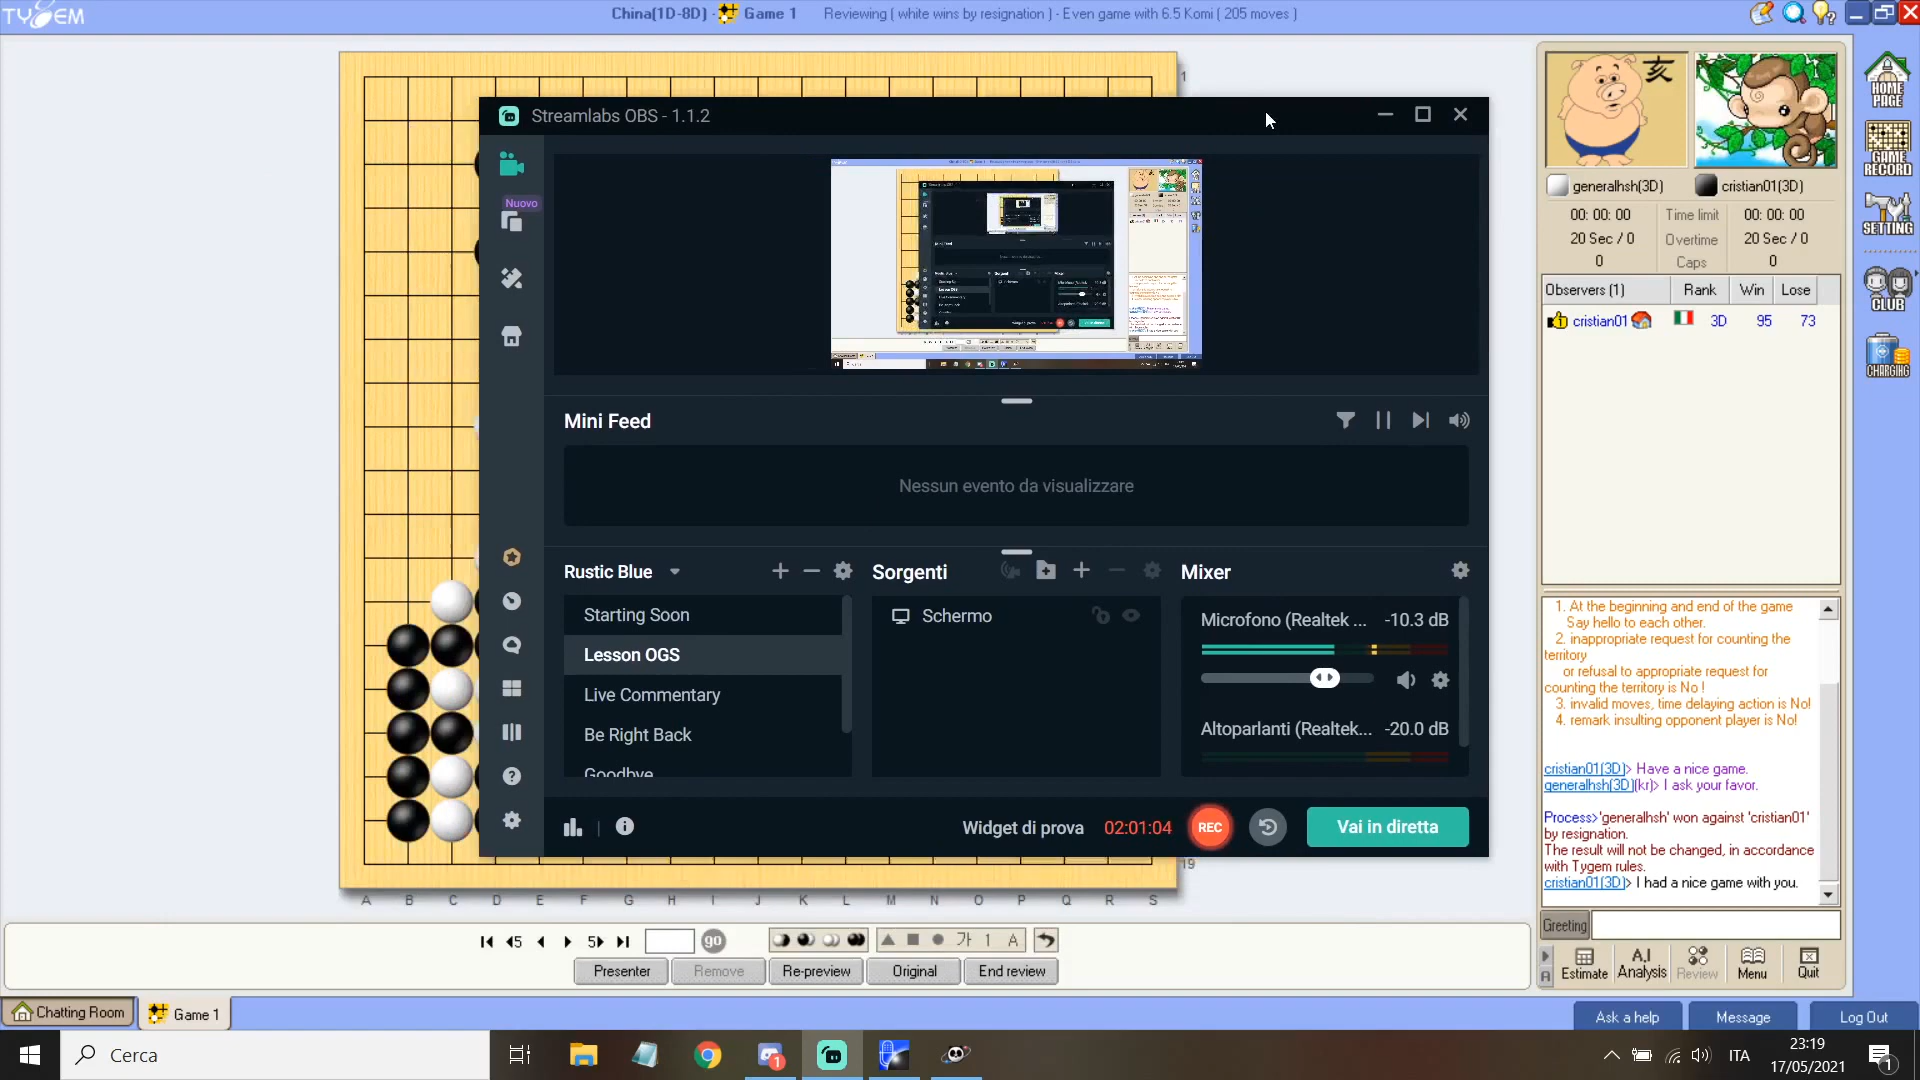 TYGEM
China(1D-8D) - Game 1 Reviewing ( white wins by resignation ) - Even game with 6.5 Komi ( 205 moves )
1
19
A B C D E F G H I J K L M N O P Q R S
Streamlabs OBS - 1.1.2
Nuovo
Mini Feed
Nessun evento da visualizzare
Rustic Blue
Starting Soon
Lesson OGS
Live Commentary
Be Right Back
Goodbye
Sorgenti
Schermo
Mixer
Microfono (Realtek ... -10.3 dB
Altoparlanti (Realtek... -20.0 dB
Widget di prova 02:01:04 REC
Vai in diretta
亥
generalhsh(3D) cristian01(3D)
00: 00: 00 Time limit 00: 00: 00
20 Sec / 0 Overtime 20 Sec / 0
0 Caps 0
Observers (1) Rank Win Lose
cristian01 3D 95 73
1. At the beginning and end of the game
Say hello to each other.
2. inappropriate request for counting the
territory
or refusal to appropriate request for
counting the territory is No !
3. invalid moves, time delaying action is No!
4. remark insulting opponent player is No!
cristian01(3D)> Have a nice game.
generalhsh(3D)(kr)> I ask your favor.
Process>'generalhsh' won against 'cristian01'
by resignation.
The result will not be changed, in accordance
with Tygem rules.
cristian01(3D)> I had a nice game with you.
Greeting
A
Estimate
A.I Analysis
Review
Menu
Quit
HOME PAGE
GAME RECORD
SETTING
CLUB
CHARGING
5 5 go 가 1 A
Presenter Remove Re-preview Original End review
Chatting Room Game 1
Ask a help Message Log Out
Cerca
1
ITA
23:19
17/05/2021
1